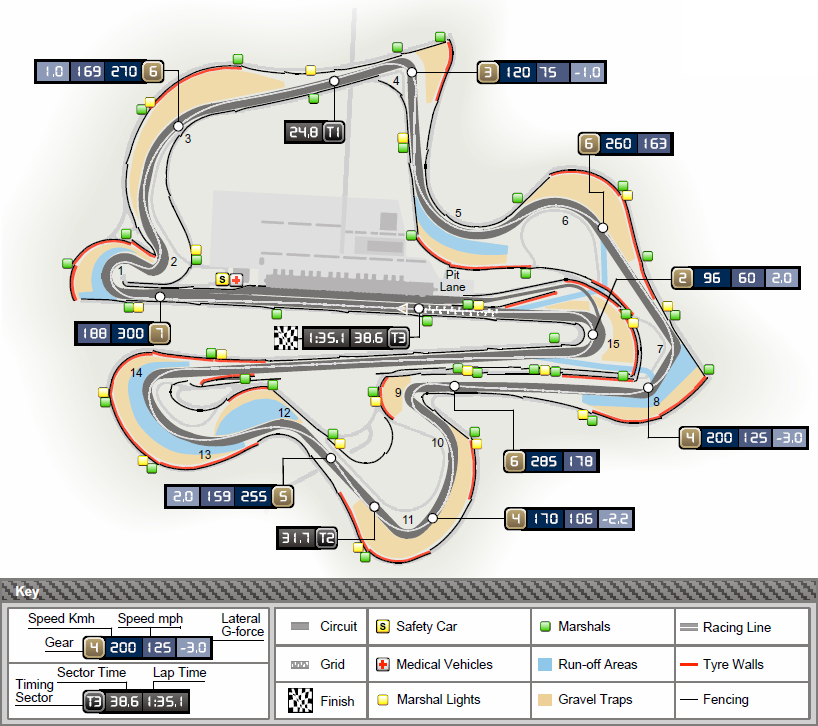 1,0 169 270 6
3 120 75 -1,0
24,8 T1
6 260 163
4
3
5
6
2
1
Pit
Lane
S
2 96 60 2,0
188 300 7
1:35,1 38,6 T3
15
7
14
9
8
12
4 200 125 -3,0
13
10
6 285 178
2,0 159 255 5
11
4 170 106 -2,2
31,7 T2
Key
Speed Kmh Speed mph Lateral
G-force
Gear 4 200 125 -3,0
Sector Time Lap Time
Timing
Sector T3 38,6 1:35,1
Circuit
S Safety Car
Marshals
Racing Line
Grid
Medical Vehicles
Run-off Areas
Tyre Walls
Finish
Marshal Lights
Gravel Traps
Fencing